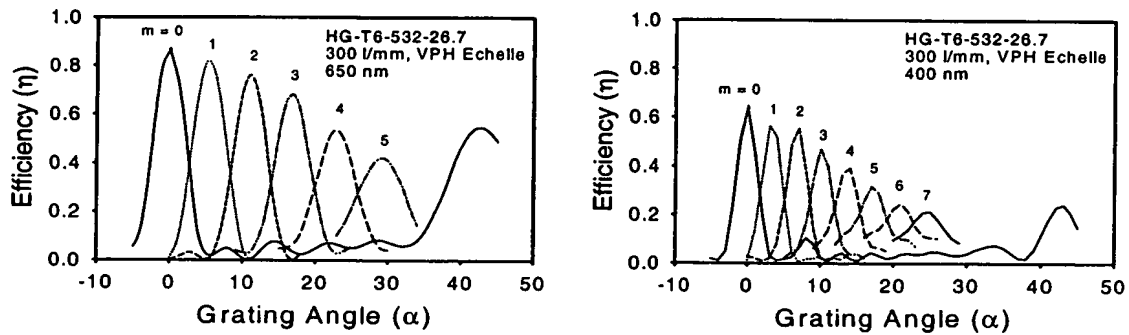 HG-T6-532-26.7
300 l/mm, VPH Echelle
650 nm
m = 0
1
2
3
4
5
Efficiency (η)
1.0
0.8
0.6
0.4
0.2
0.0
-10 0 10 20 30 40 50
Grating Angle (α)
HG-T6-532-26.7
300 l/mm, VPH Echelle
400 nm
m = 0
1
2
3
4
5
6
7
Efficiency (η)
1.0
0.8
0.6
0.4
0.2
0.0
-10 0 10 20 30 40 50
Grating Angle (α)